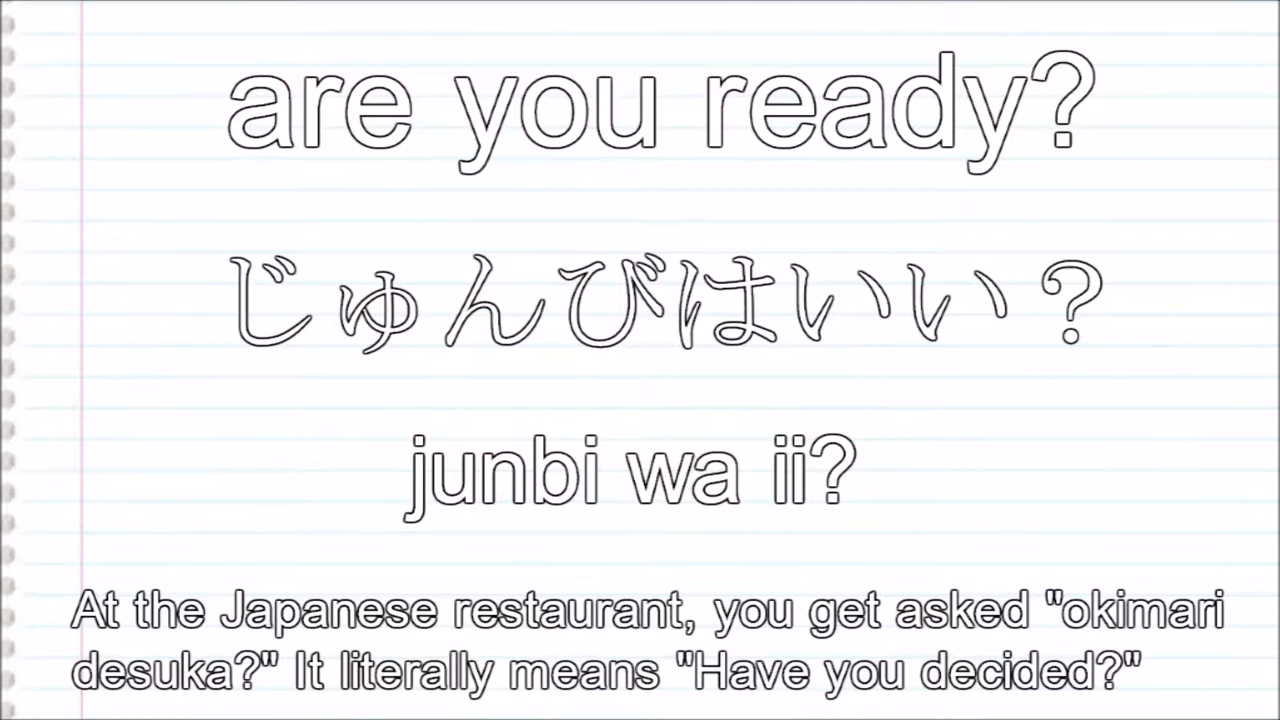 are you ready?
じゅんびはいい？
junbi wa ii?
At the Japanese restaurant, you get asked "okimari
desuka?" It literally means "Have you decided?"